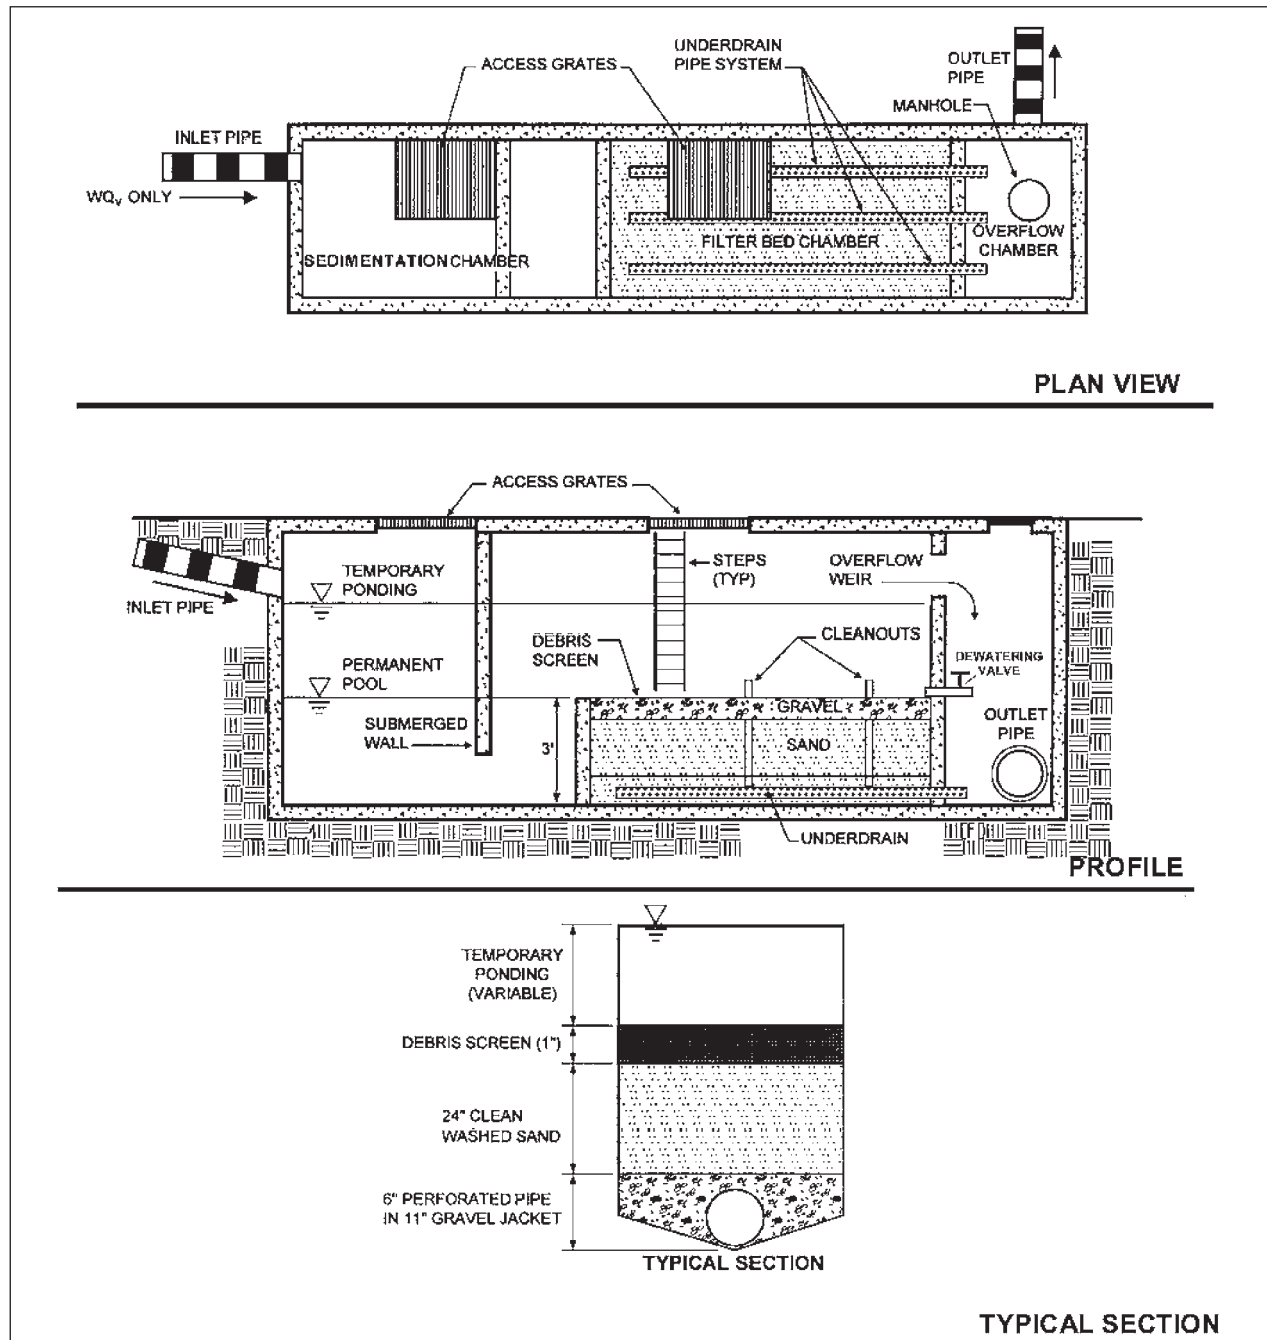 UNDERDRAIN
PIPE SYSTEM
ACCESS GRATES
OUTLET
PIPE
MANHOLE
INLET PIPE
WQv ONLY
FILTER BED CHAMBER
OVERFLOW
CHAMBER
SEDIMENTATION CHAMBER
PLAN VIEW
ACCESS GRATES
TEMPORARY
PONDING
STEPS
(TYP)
OVERFLOW
WEIR
INLET PIPE
DEBRIS
SCREEN
CLEANOUTS
PERMANENT
POOL
DEWATERING
VALVE
GRAVEL
OUTLET
PIPE
SUBMERGED
WALL
3'
SAND
UNDERDRAIN
PROFILE
TEMPORARY
PONDING
(VARIABLE)
DEBRIS SCREEN (1")
24" CLEAN
WASHED SAND
6" PERFORATED PIPE
IN 11" GRAVEL JACKET
TYPICAL SECTION
TYPICAL SECTION